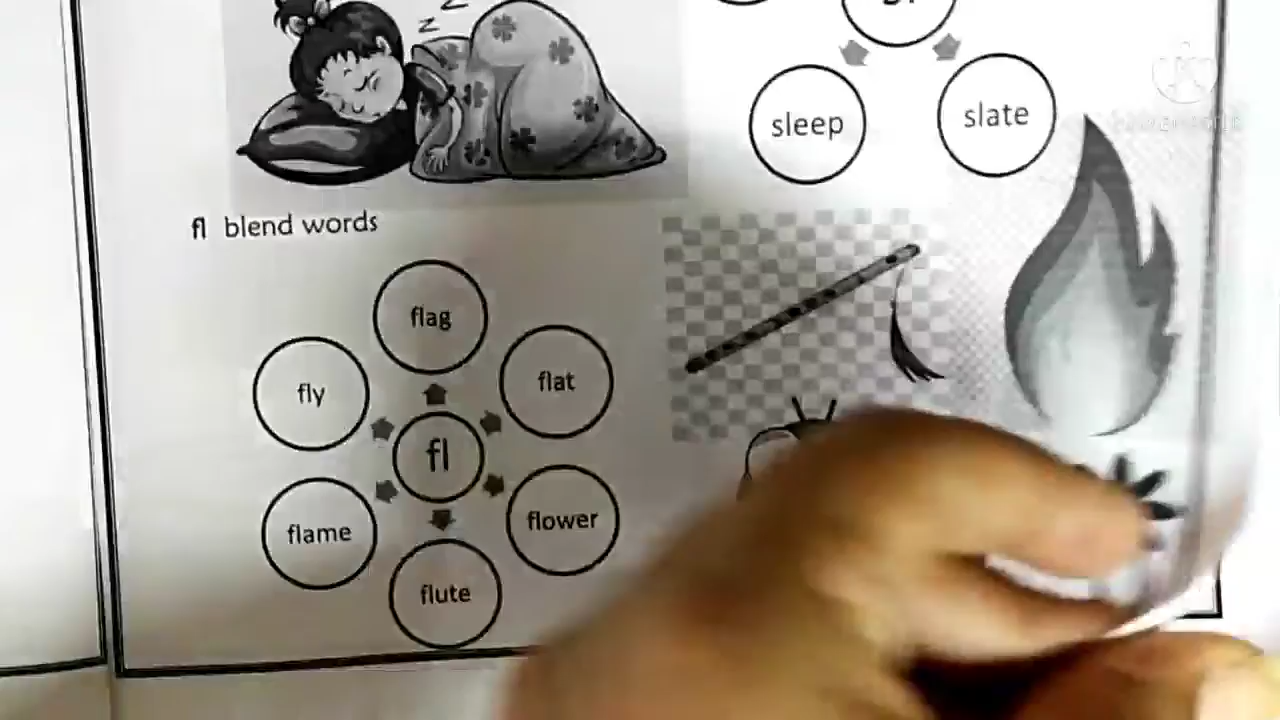 z z
sleep
slate
fl blend words
flag
fly
flat
fl
flame
flower
flute